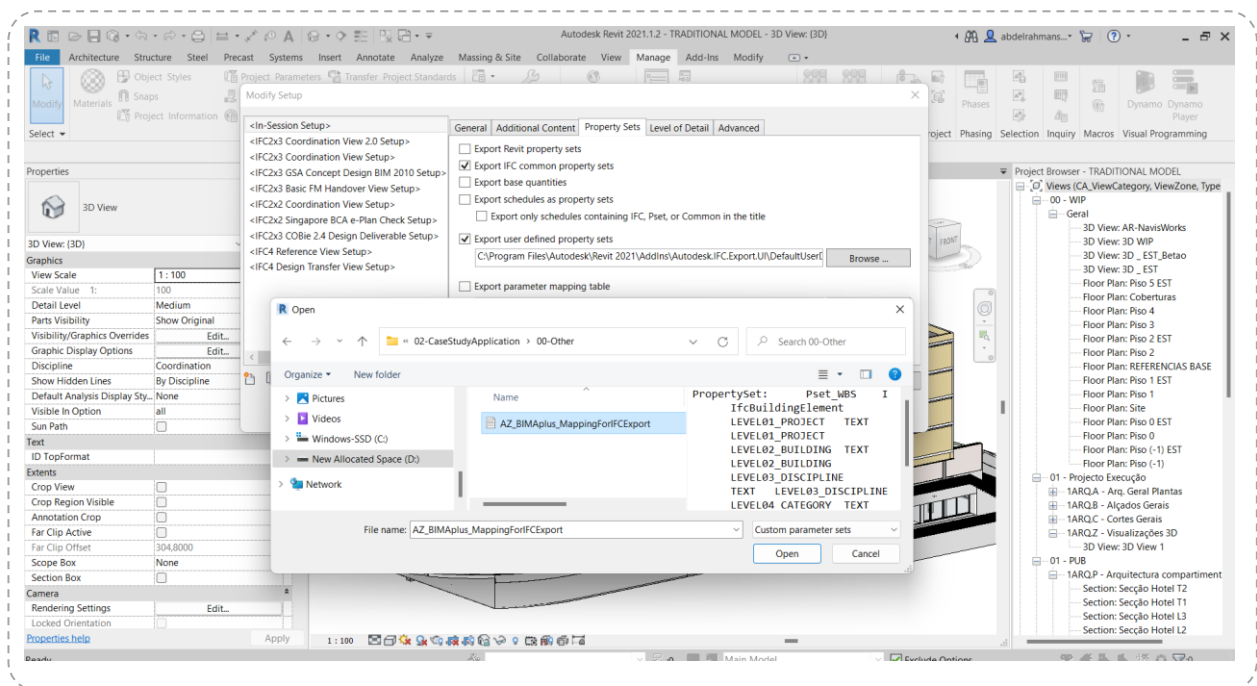 Autodesk Revit 2021.1.2 - TRADITIONAL MODEL - 3D View: {3D}
abdelrahmans...
File Architecture Structure Steel Precast Systems Insert Annotate Analyze Massing & Site Collaborate View Manage Add-Ins Modify
Modify
Materials
Object Styles
Snaps
Project Information
Project Parameters
Transfer Project Standards
Phases
Dynamo Dynamo Player
Select
roject Phasing Selection Inquiry Macros Visual Programming
Modify Setup
<In-Session Setup>
<IFC2x3 Coordination View 2.0 Setup>
<IFC2x3 Coordination View Setup>
<IFC2x3 GSA Concept Design BIM 2010 Setup>
<IFC2x3 Basic FM Handover View Setup>
<IFC2x2 Coordination View Setup>
<IFC2x2 Singapore BCA e-Plan Check Setup>
<IFC2x3 COBie 2.4 Design Deliverable Setup>
<IFC4 Reference View Setup>
<IFC4 Design Transfer View Setup>
General Additional Content Property Sets Level of Detail Advanced
Export Revit property sets
Export IFC common property sets
Export base quantities
Export schedules as property sets
Export only schedules containing IFC, Pset, or Common in the title
Export user defined property sets
C:\Program Files\Autodesk\Revit 2021\AddIns\Autodesk.IFC.Export.UI\DefaultUserD
Browse ...
Export parameter mapping table
Properties
3D View
3D View: {3D}
Graphics
View Scale 1 : 100
Scale Value 1: 100
Detail Level Medium
Parts Visibility Show Original
Visibility/Graphics Overrides Edit...
Graphic Display Options Edit...
Discipline Coordination
Show Hidden Lines By Discipline
Default Analysis Display Sty... None
Visible In Option all
Sun Path
Text
ID TopFormat
Extents
Crop View
Crop Region Visible
Annotation Crop
Far Clip Active
Far Clip Offset 304,8000
Scope Box None
Section Box
Camera
Rendering Settings Edit...
Locked Orientation
Properties help Apply
Open
« 02-CaseStudyApplication › 00-Other
Search 00-Other
Organize New folder
Pictures
Videos
Windows-SSD (C:)
New Allocated Space (D:)
Network
Name
AZ_BIMAplus_MappingForIFCExport
PropertySet: Pset_WBS I
IfcBuildingElement
LEVEL01_PROJECT TEXT
LEVEL01_PROJECT
LEVEL02_BUILDING TEXT
LEVEL02_BUILDING
LEVEL03_DISCIPLINE
TEXT LEVEL03_DISCIPLINE
LEVEL04 CATEGORY TEXT
File name: AZ_BIMAplus_MappingForIFCExport
Custom parameter sets
Open Cancel
FRONT
Project Browser - TRADITIONAL MODEL
Views (CA_ViewCategory, ViewZone, Type
00 - WIP
Geral
3D View: AR-NavisWorks
3D View: 3D WIP
3D View: 3D _ EST_Betao
3D View: 3D _ EST
Floor Plan: Piso 5 EST
Floor Plan: Coberturas
Floor Plan: Piso 4
Floor Plan: Piso 3
Floor Plan: Piso 2 EST
Floor Plan: Piso 2
Floor Plan: REFERENCIAS BASE
Floor Plan: Piso 1 EST
Floor Plan: Piso 1
Floor Plan: Site
Floor Plan: Piso 0 EST
Floor Plan: Piso 0
Floor Plan: Piso (-1) EST
Floor Plan: Piso (-1)
01 - Projecto Execução
1ARQ.A - Arq. Geral Plantas
1ARQ.B - Alçados Gerais
1ARQ.C - Cortes Gerais
1ARQ.Z - Visualizações 3D
3D View: 3D View 1
01 - PUB
1ARQ.P - Arquitectura compartiment
Section: Secção Hotel T2
Section: Secção Hotel T1
Section: Secção Hotel L3
Section: Secção Hotel L2
1 : 100
Ready
Main Model
Exclude Options